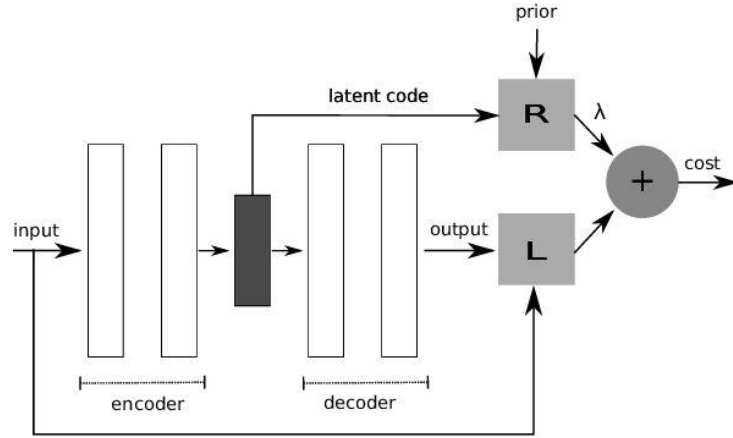 prior
latent code
R
λ
+
cost
input
output
L
encoder
decoder